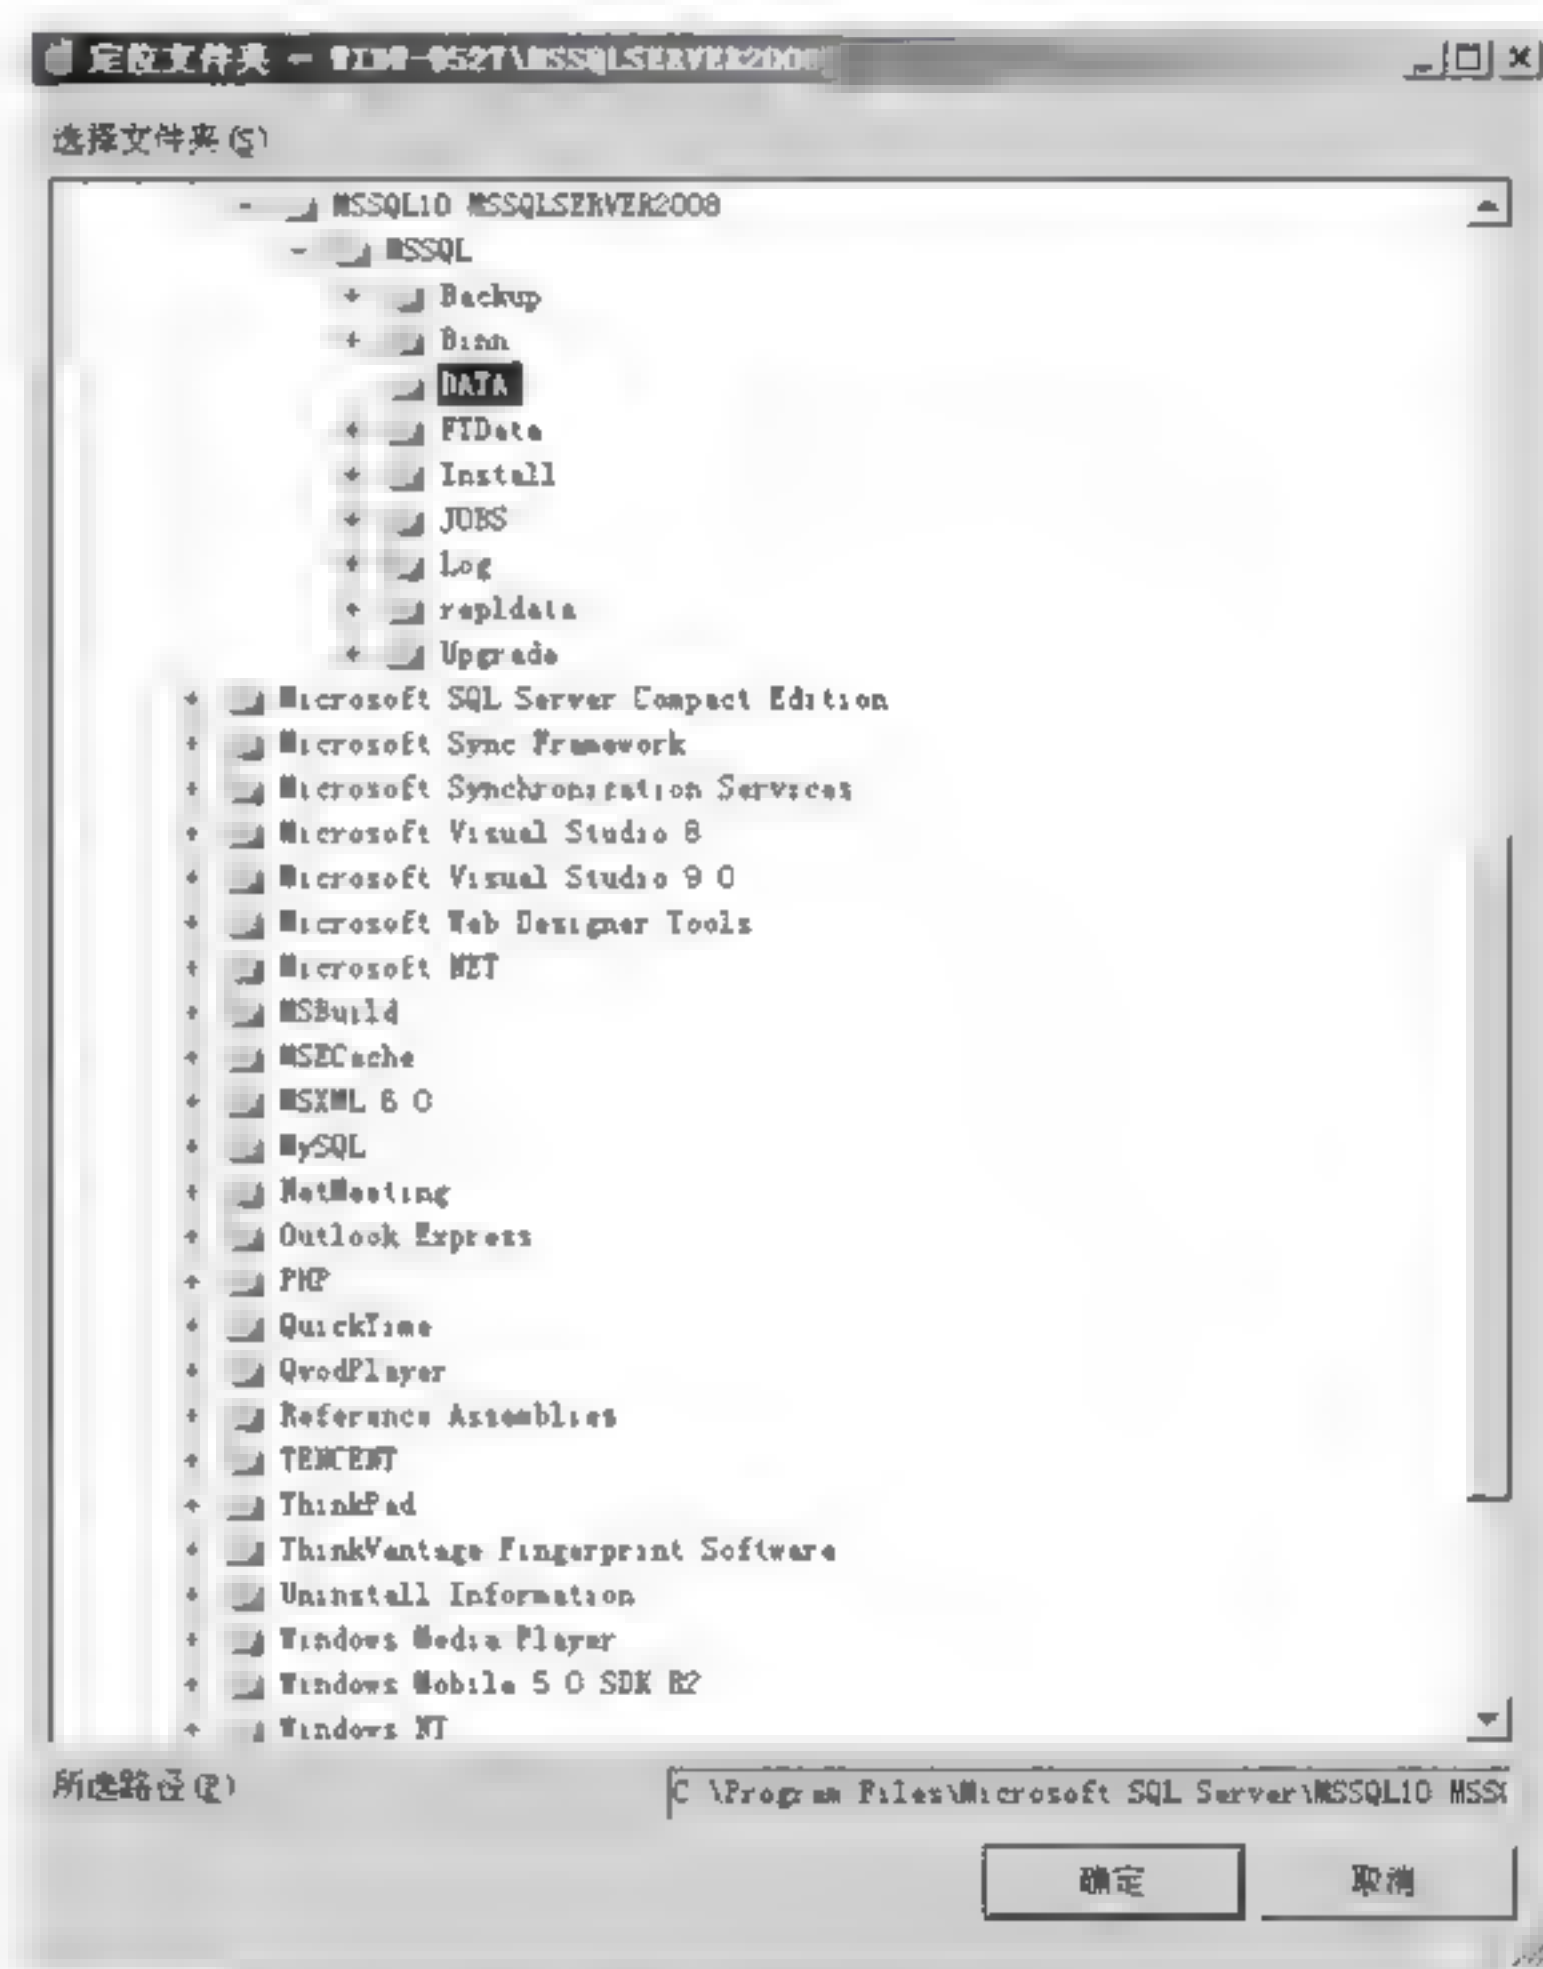 定位文件夹 - \MSSQLSERVER2008
选择文件夹(S)
- MSSQL10 MSSQLSERVER2008
- MSSQL
+ Backup
+ Binn
DATA
+ FTData
+ Install
+ JOBS
+ Log
+ repldata
+ Upgrade
+ Microsoft SQL Server Compact Edition
+ Microsoft Sync Framework
+ Microsoft Synchronization Services
+ Microsoft Visual Studio 8
+ Microsoft Visual Studio 9 0
+ Microsoft Web Designer Tools
+ Microsoft NET
+ MSBuild
+ MSECache
+ MSXML 6 0
+ MySQL
+ NetMeeting
+ Outlook Express
+ PHP
+ QuickTime
+ QvodPlayer
+ Reference Assemblies
+ TENCENT
+ ThinkPad
+ ThinkVantage Fingerprint Software
+ Uninstall Information
+ Windows Media Player
+ Windows Mobile 5 0 SDK R2
+ Windows NT
所选路径(P)
C \Program Files\Microsoft SQL Server\MSSQL10 MSS
确定
取消